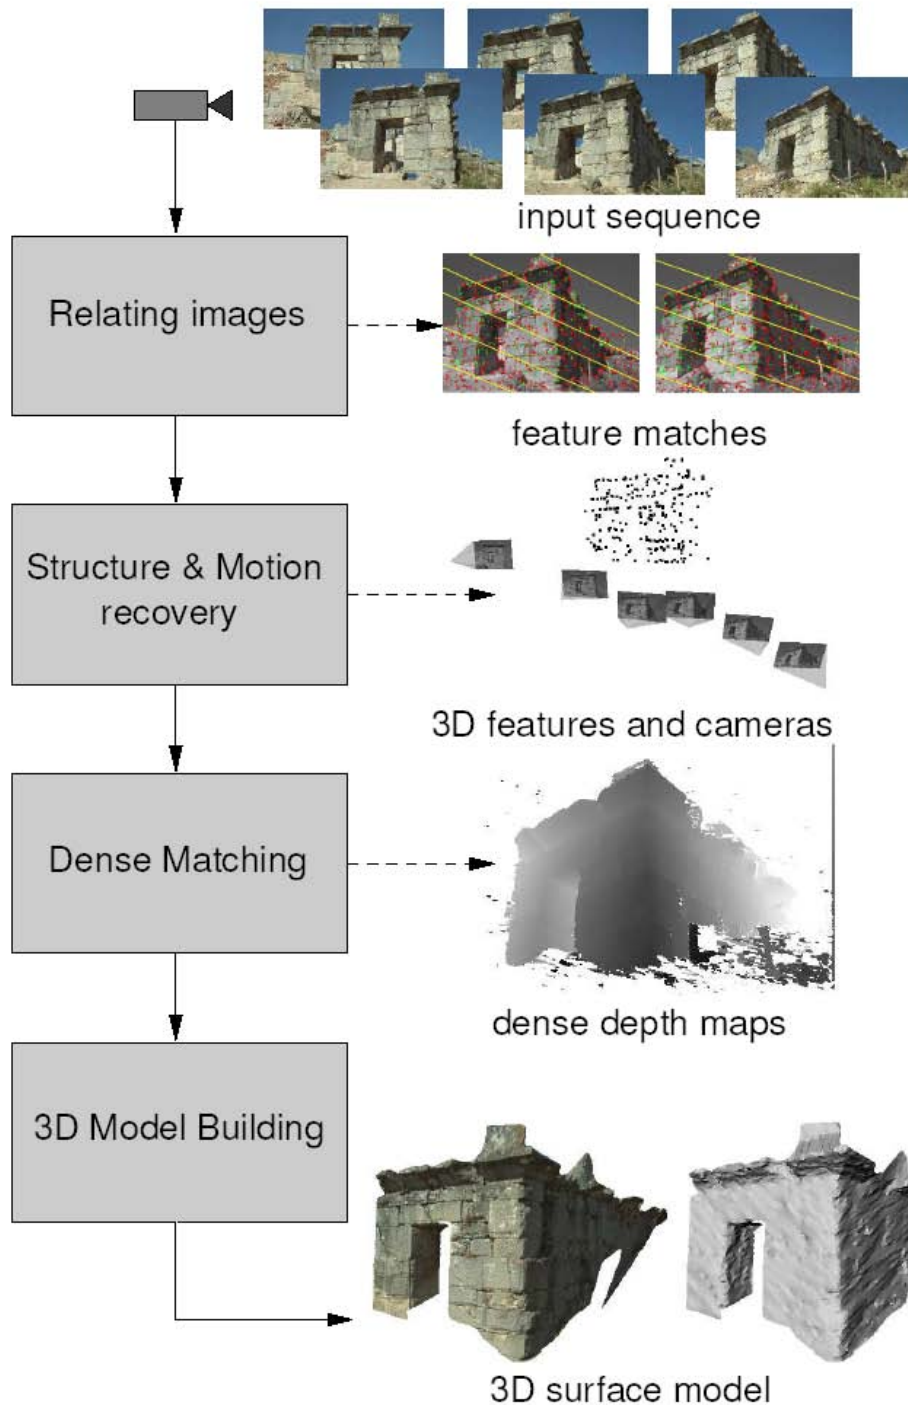 input sequence
Relating images
feature matches
Structure & Motion
recovery
3D features and cameras
Dense Matching
dense depth maps
3D Model Building
3D surface model